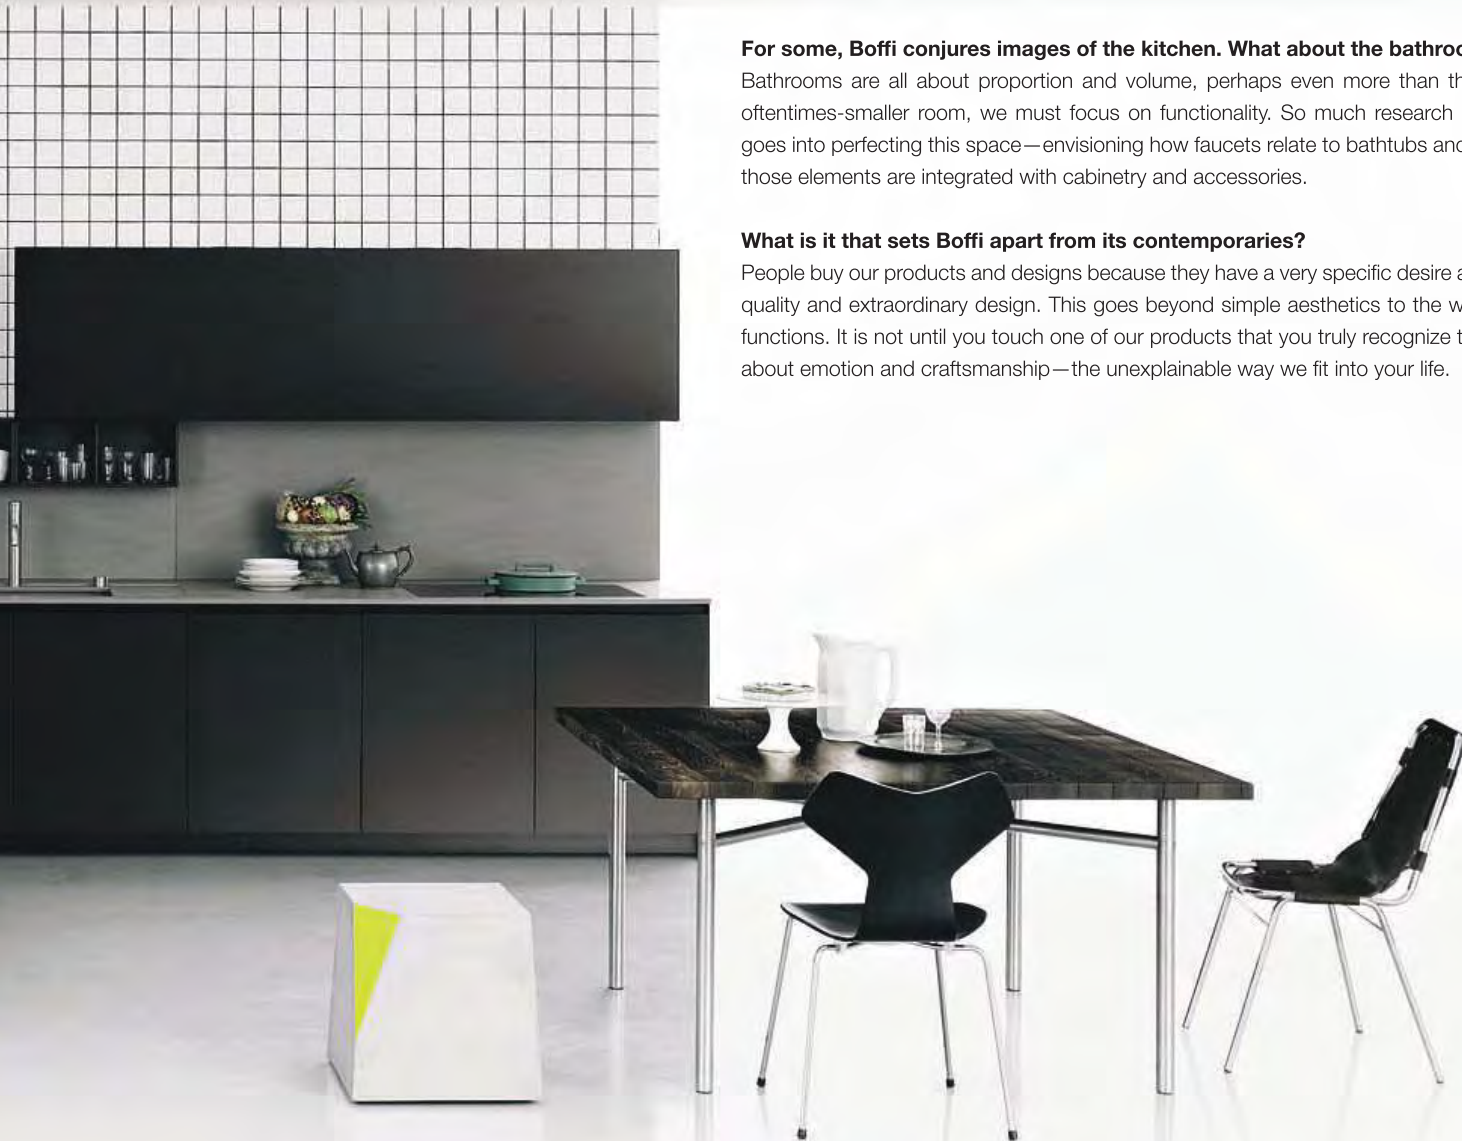 For some, Boffi conjures images of the kitchen. What about the
Bathrooms are all about proportion and volume, perhaps even more than
oftentimes-smaller room, we must focus on functionality. So much research
goes into perfecting this space—envisioning how faucets relate to bathtubs
those elements are integrated with cabinetry and accessories.
What is it that sets Boffi apart from its contemporaries?
People buy our products and designs because they have a very specific desire
quality and extraordinary design. This goes beyond simple aesthetics to the
functions. It is not until you touch one of our products that you truly recognize
about emotion and craftsmanship—the unexplainable way we fit into your life.